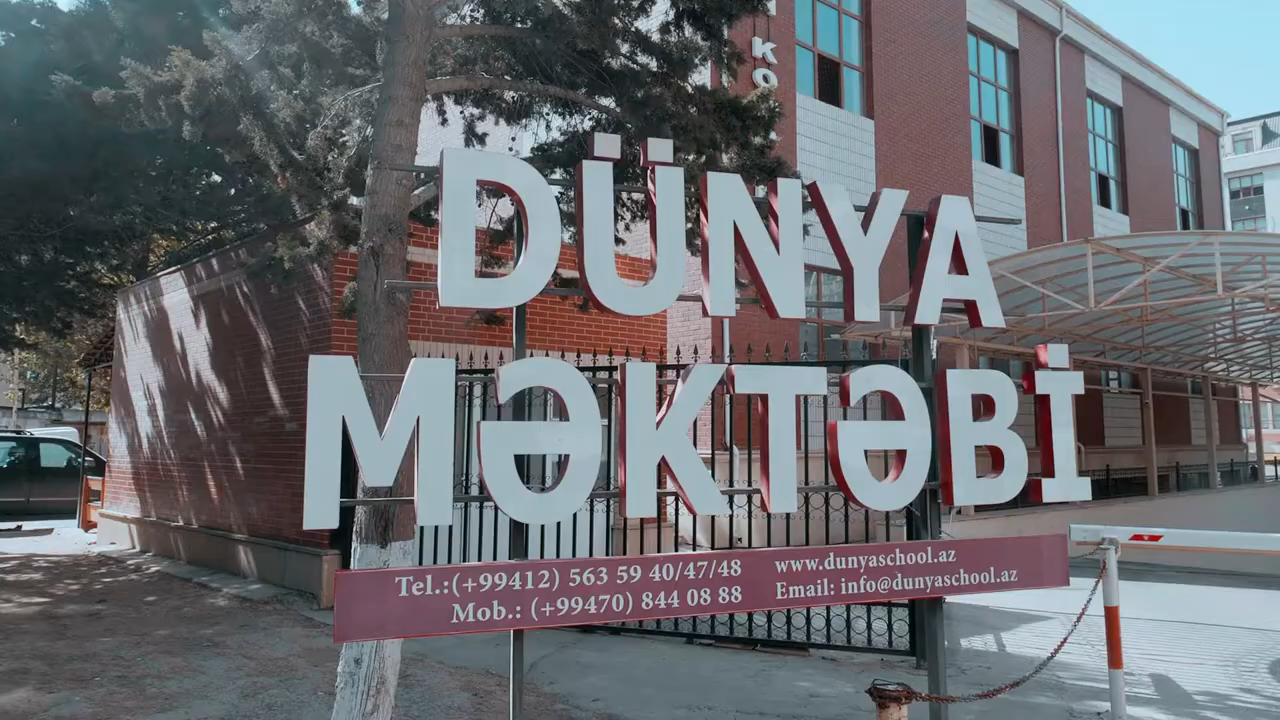 DÜNYA
MƏKTƏBİ
Tel.:(+99412) 563 59 40/47/48
Mob.: (+99470) 844 08 88
www.dunyaschool.az
Email: info@dunyaschool.az